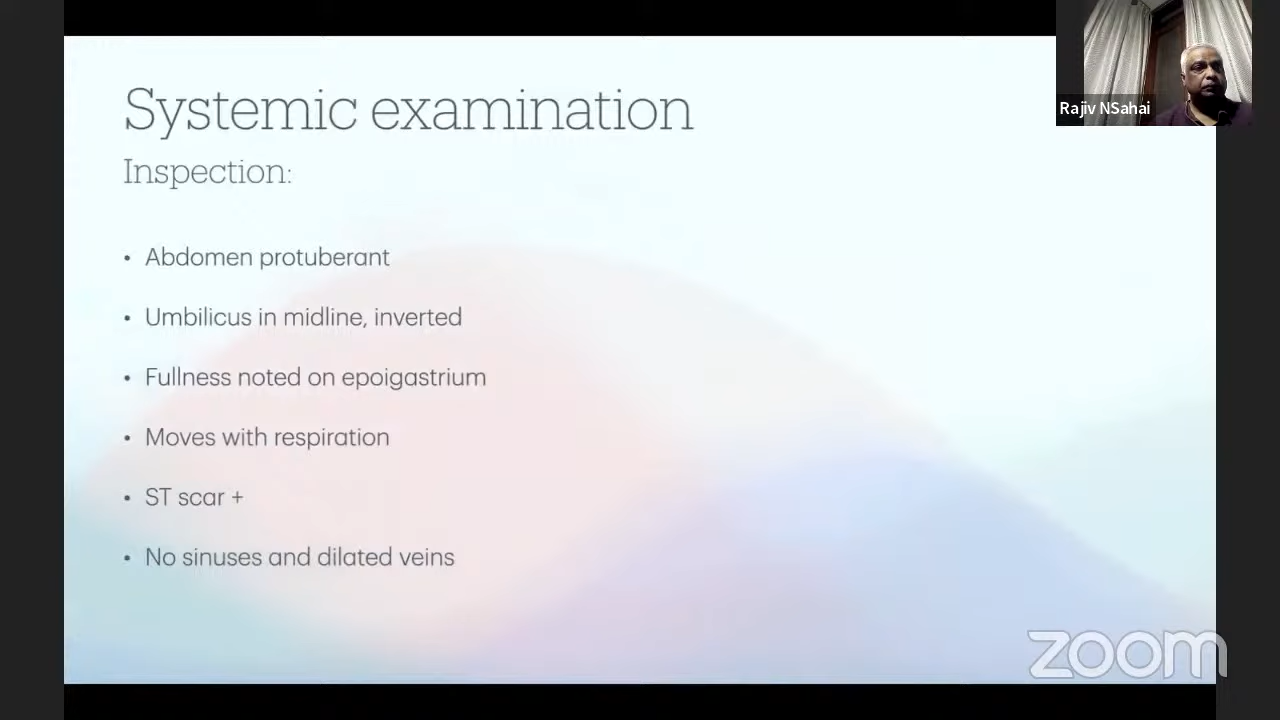 Systemic examination
Inspection:
• Abdomen protuberant
• Umbilicus in midline, inverted
• Fullness noted on epoigastrium
• Moves with respiration
• ST scar +
• No sinuses and dilated veins
Rajiv NSahai
zoom